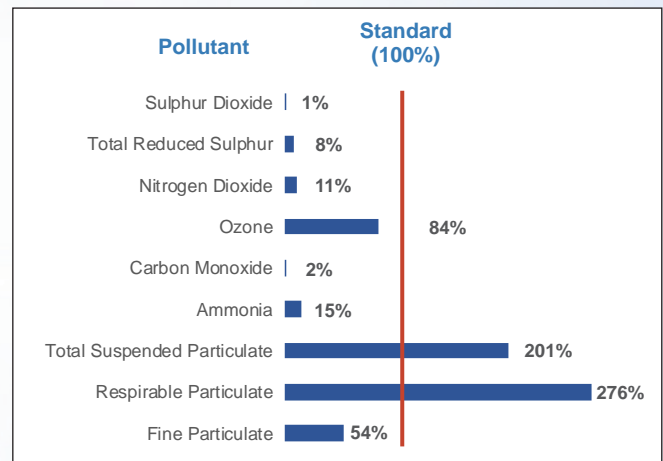 Pollutant
Standard
(100%)
Sulphur Dioxide 1%
Total Reduced Sulphur 8%
Nitrogen Dioxide 11%
Ozone 84%
Carbon Monoxide 2%
Ammonia 15%
Total Suspended Particulate 201%
Respirable Particulate 276%
Fine Particulate 54%